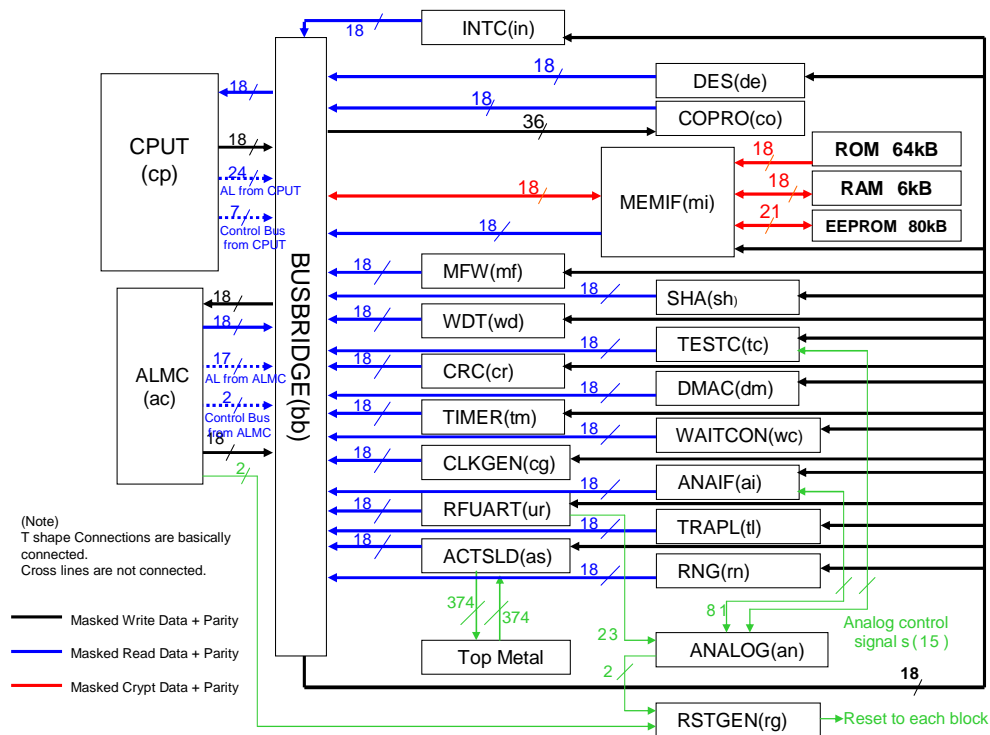 INTC(in)
18
18
DES(de)
18
18
COPRO(co)
36
CPUT
(cp)
18
24
AL from CPUT
7
Control Bus
from CPUT
BUSBRIDGE(bb)
18
MEMIF(mi)
18
ROM 64kB
18
RAM 6kB
21
EEPROM 80kB
18
18
MFW(mf)
18
SHA(sh)
18
WDT(wd)
18
TESTC(tc)
18
CRC(cr)
18
DMAC(dm)
18
TIMER(tm)
18
WAITCON(wc)
18
CLKGEN(cg)
18
ANAIF(ai)
18
RFUART(ur)
18
TRAPL(tl)
18
ACTSLD(as)
18
RNG(rn)
ALMC
(ac)
18
18
17
AL from ALMC
2
Control Bus
from ALMC
18
2
374
374
Top Metal
23
81
ANALOG(an)
Analog control
signal s(15)
2
18
RSTGEN(rg)
Reset to each block
(Note)
T shape Connections are basically
connected.
Cross lines are not connected.
Masked Write Data + Parity
Masked Read Data + Parity
Masked Crypt Data + Parity